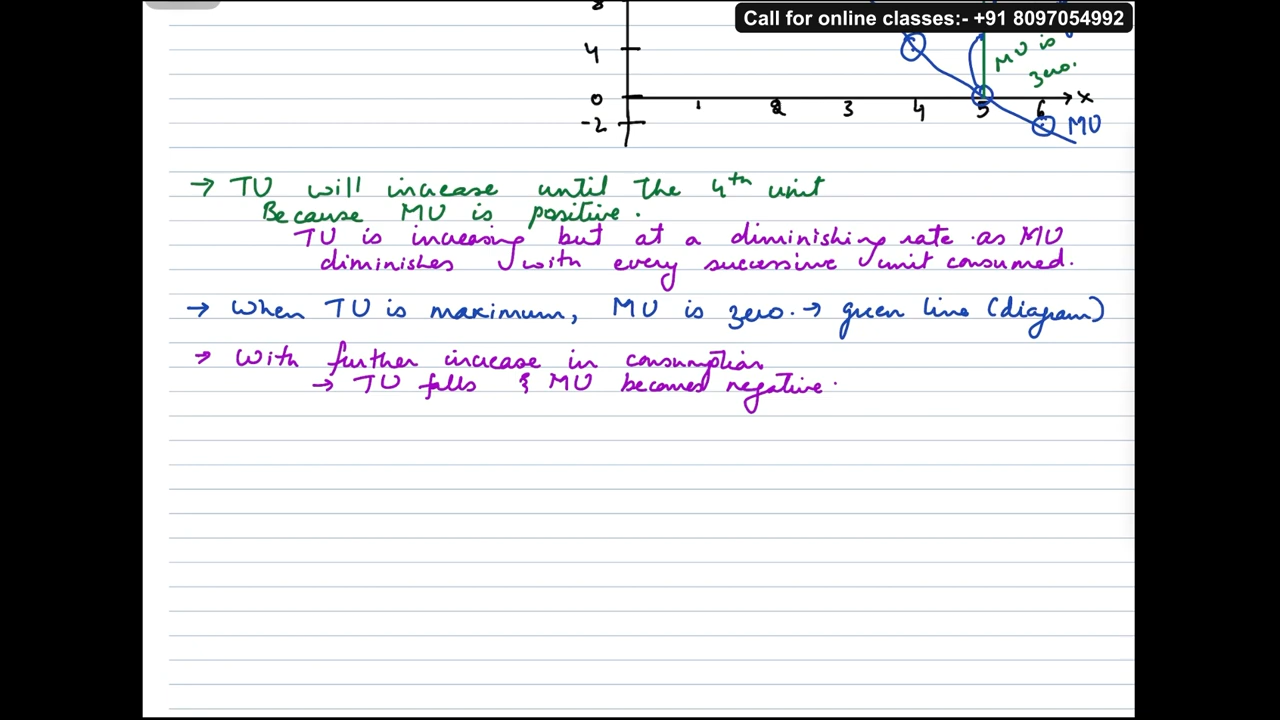 8
Call for online classes:- +91 8097054992
4
MU is
zero.
0 1 2 3 4 5 6 x
-2 MU
→ TU will increase until the 4th unit
Because MU is positive.
TU is increasing but at a diminishing rate as MU
diminishes with every successive unit consumed.
→ When TU is maximum, MU is zero. → green line (diagram)
→ With further increase in consumption
→ TU falls & MU becomes negative.